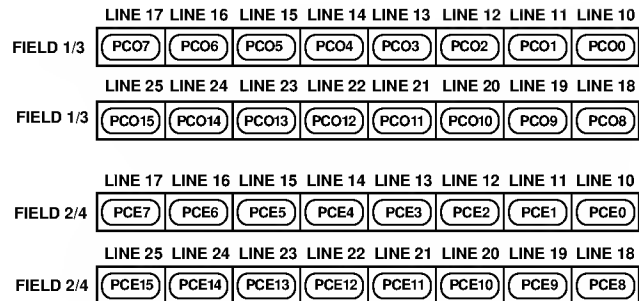 LINE 17 LINE 16 LINE 15 LINE 14 LINE 13 LINE 12 LINE 11 LINE 10
FIELD 1/3 PCO7 PCO6 PCO5 PCO4 PCO3 PCO2 PCO1 PCO0
LINE 25 LINE 24 LINE 23 LINE 22 LINE 21 LINE 20 LINE 19 LINE 18
FIELD 1/3 PCO15 PCO14 PCO13 PCO12 PCO11 PCO10 PCO9 PCO8
LINE 17 LINE 16 LINE 15 LINE 14 LINE 13 LINE 12 LINE 11 LINE 10
FIELD 2/4 PCE7 PCE6 PCE5 PCE4 PCE3 PCE2 PCE1 PCE0
LINE 25 LINE 24 LINE 23 LINE 22 LINE 21 LINE 20 LINE 19 LINE 18
FIELD 2/4 PCE15 PCE14 PCE13 PCE12 PCE11 PCE10 PCE9 PCE8